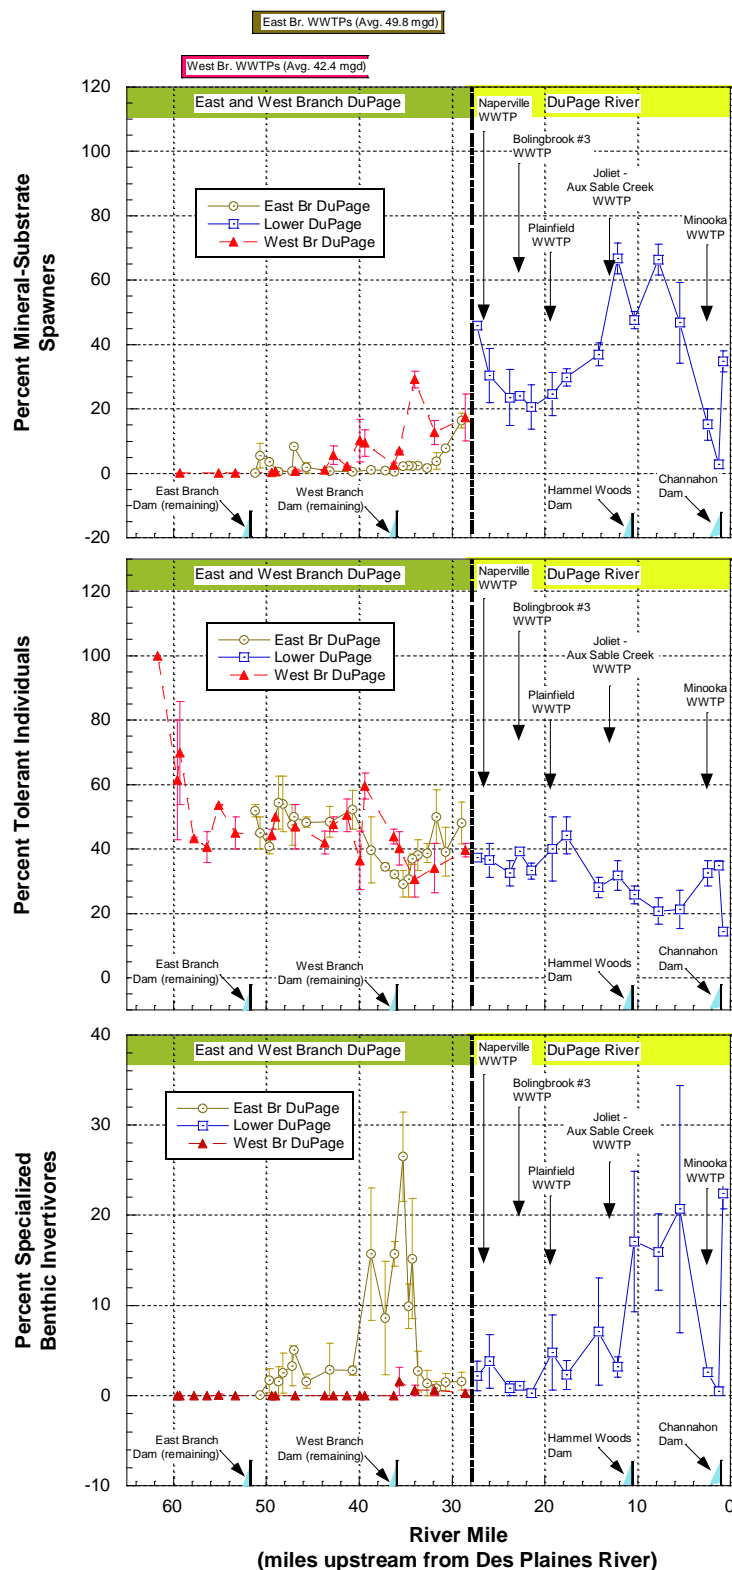 East Br. WWTPs (Avg. 49.8 mgd)
West Br. WWTPs (Avg. 42.4 mgd)
Percent Mineral-Substrate
Spawners
120
100
80
60
40
20
0
-20
East and West Branch DuPage
DuPage River
Naperville
WWTP
Bolingbrook #3
WWTP
Joliet -
Aux Sable Creek
WWTP
Plainfield
WWTP
Minooka
WWTP
East Br DuPage
Lower DuPage
West Br DuPage
East Branch
Dam (remaining)
West Branch
Dam (remaining)
Hammel Woods
Dam
Channahon
Dam
Percent Tolerant Individuals
120
100
80
60
40
20
0
East and West Branch DuPage
DuPage River
Naperville
WWTP
Bolingbrook #3
WWTP
Joliet -
Aux Sable Creek
WWTP
Plainfield
WWTP
Minooka
WWTP
East Br DuPage
Lower DuPage
West Br DuPage
East Branch
Dam (remaining)
West Branch
Dam (remaining)
Hammel Woods
Dam
Channahon
Dam
Percent Specialized
Benthic Invertivores
40
30
20
10
0
-10
East and West Branch DuPage
DuPage River
Naperville
WWTP
Bolingbrook #3
WWTP
Joliet -
Aux Sable Creek
WWTP
Plainfield
WWTP
Minooka
WWTP
East Br DuPage
Lower DuPage
West Br DuPage
East Branch
Dam (remaining)
West Branch
Dam (remaining)
Hammel Woods
Dam
Channahon
Dam
60 50 40 30 20 10 0
River Mile
(miles upstream from Des Plaines River)